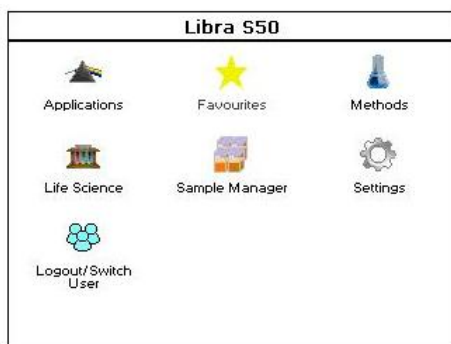 Libra S50
Applications
Favourites
Methods
Life Science
Sample Manager
Settings
Logout/Switch
User